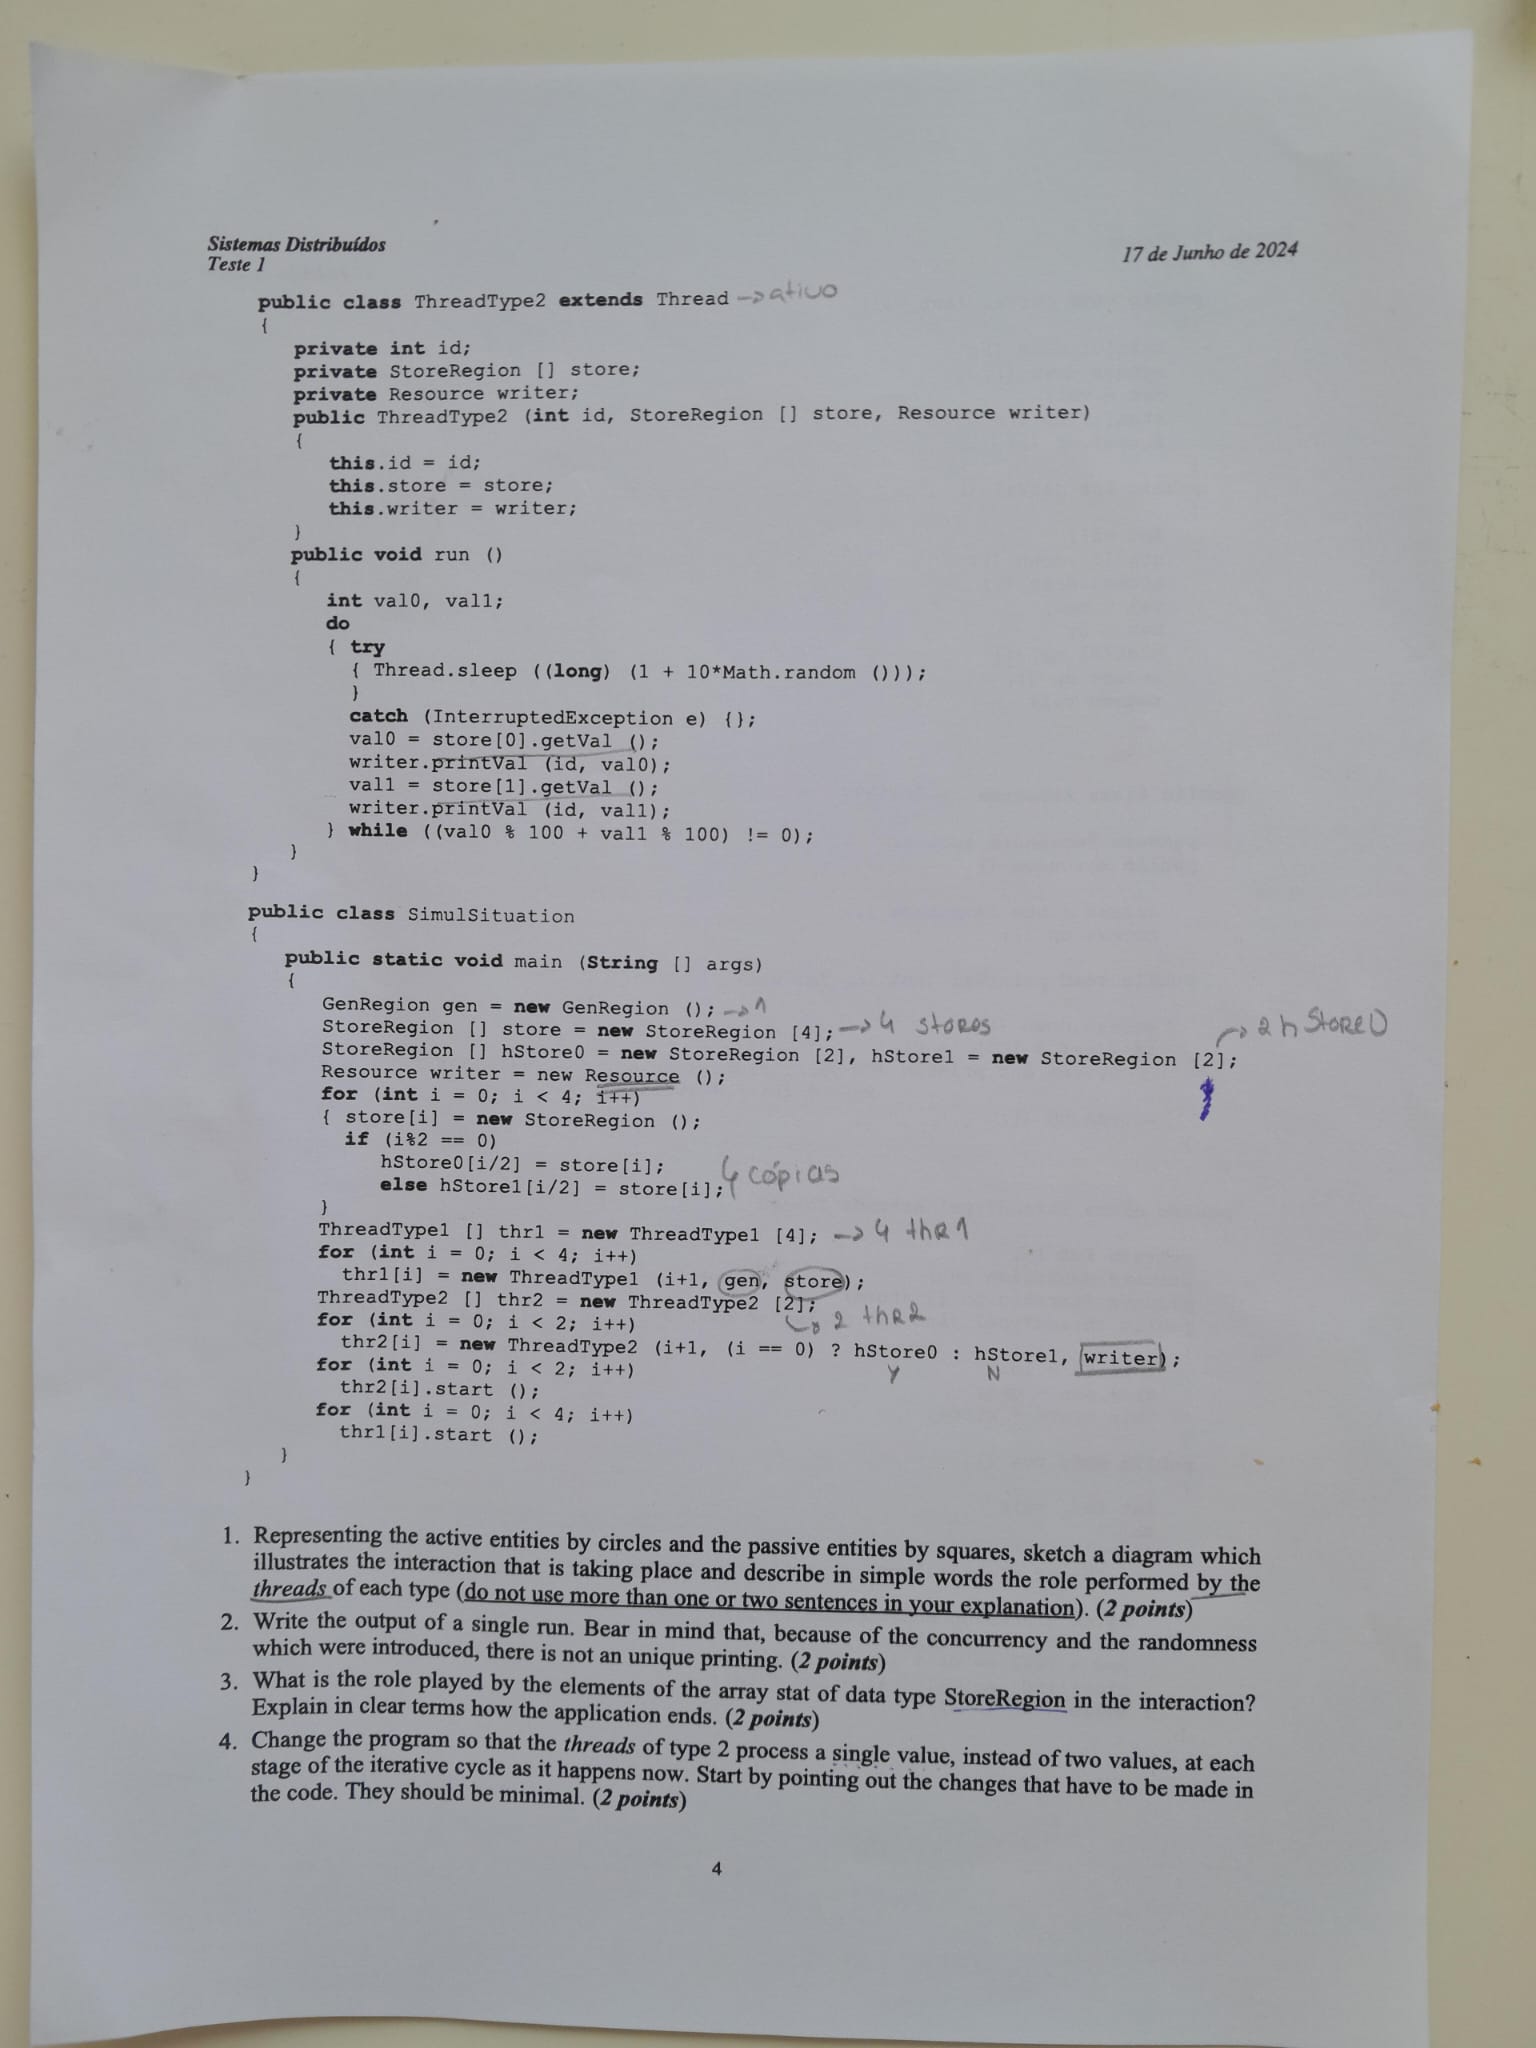 Sistemas Distribuídos
17 de Junho de 2024
Teste 1
public class ThreadType2 extends Thread → ativo
{
private int id;
private StoreRegion [] store;
private Resource writer;
public ThreadType2 (int id, StoreRegion [] store, Resource writer)
{
this.id = id;
this.store = store;
this.writer = writer;
}
public void run ()
{
int val0, val1;
do
{ try
{ Thread.sleep ((long) (1 + 10*Math.random ()));
}
catch (InterruptedException e) {};
val0 = store[0].getVal ();
writer.printVal (id, val0);
val1 = store[1].getVal ();
writer.printVal (id, val1);
} while ((val0 % 100 + val1 % 100) != 0);
}
}
public class SimulSituation
{
public static void main (String [] args)
{
GenRegion gen = new GenRegion (); → 1
StoreRegion [] store = new StoreRegion [4]; → 4 stores
→ 2 hStore0
StoreRegion [] hStore0 = new StoreRegion [2], hStore1 = new StoreRegion [2];
Resource writer = new Resource ();
for (int i = 0; i < 4; i++)
{ store[i] = new StoreRegion ();
if (i%2 == 0)
hStore0[i/2] = store[i];
else hStore1[i/2] = store[i];
4 cópias
}
ThreadType1 [] thr1 = new ThreadType1 [4]; → 4 thr1
for (int i = 0; i < 4; i++)
thr1[i] = new ThreadType1 (i+1, gen, store);
ThreadType2 [] thr2 = new ThreadType2 [2];
→ 2 thr2
for (int i = 0; i < 2; i++)
thr2[i] = new ThreadType2 (i+1, (i == 0) ? hStore0 : hStore1, writer);
Y N
for (int i = 0; i < 2; i++)
thr2[i].start ();
for (int i = 0; i < 4; i++)
thr1[i].start ();
}
}
1. Representing the active entities by circles and the passive entities by squares, sketch a diagram which
illustrates the interaction that is taking place and describe in simple words the role performed by the
threads of each type (do not use more than one or two sentences in your explanation). (2 points)
2. Write the output of a single run. Bear in mind that, because of the concurrency and the randomness
which were introduced, there is not an unique printing. (2 points)
3. What is the role played by the elements of the array stat of data type StoreRegion in the interaction?
Explain in clear terms how the application ends. (2 points)
4. Change the program so that the threads of type 2 process a single value, instead of two values, at each
stage of the iterative cycle as it happens now. Start by pointing out the changes that have to be made in
the code. They should be minimal. (2 points)
4